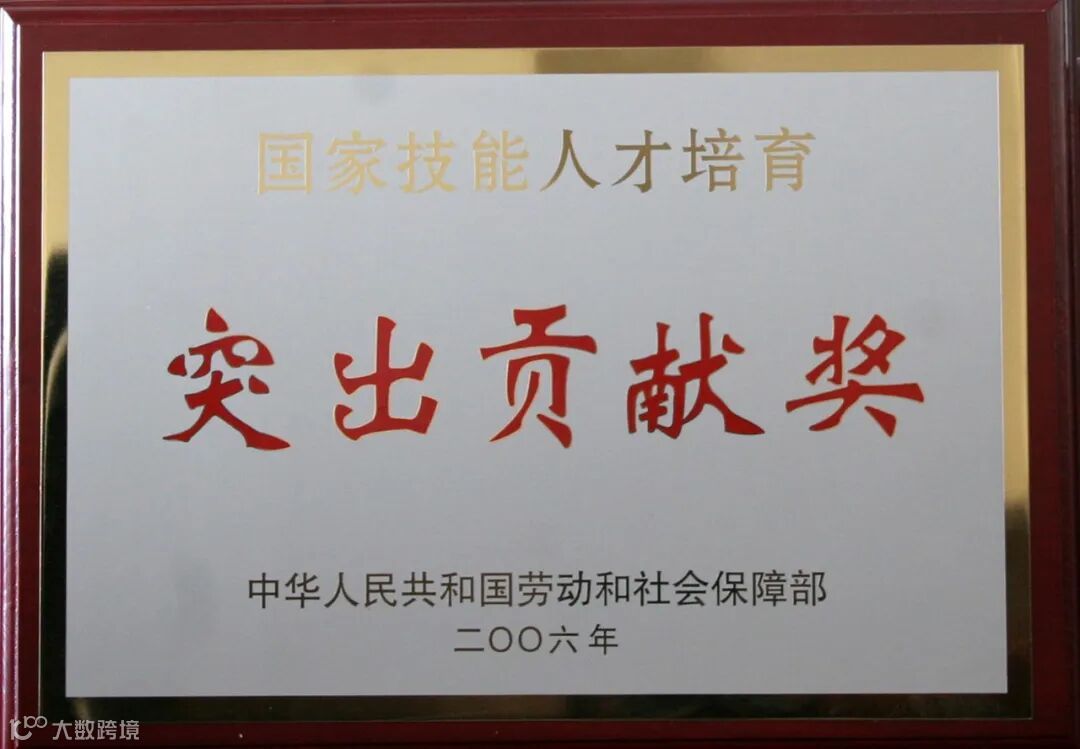 国家技能人才培育
突出贡献奖
中华人民共和国劳动和社会保障部
二〇〇六年
大数跨境